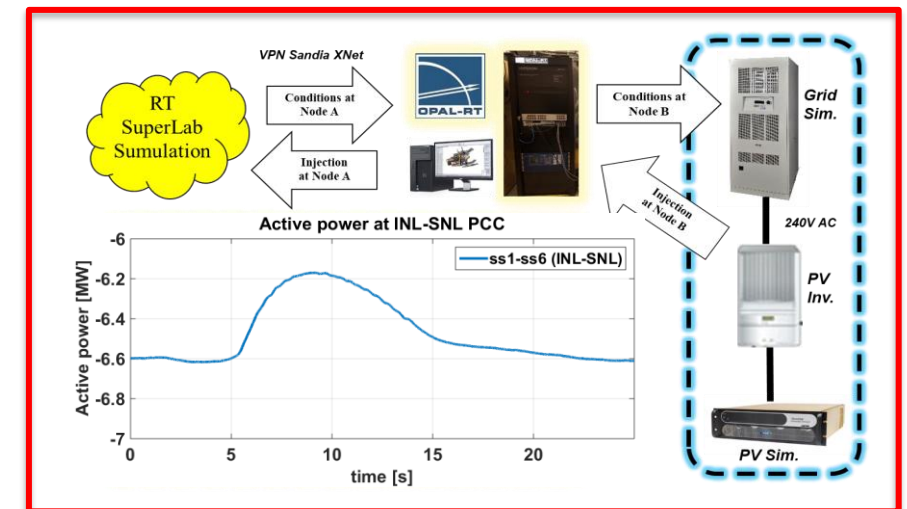 VPN Sandia XNet
RT
SuperLab
Sumulation
Conditions at
Node A
Injection
at Node A
OPAL-RT
Conditions at
Node B
Injection
at Node B
Grid
Sim.
240V AC
PV
Inv.
PV Sim.
Active power at INL-SNL PCC
ss1-ss6 (INL-SNL)
Active power [MW]
-6
-6.2
-6.4
-6.6
-6.8
-7
0
5
10
15
20
time [s]